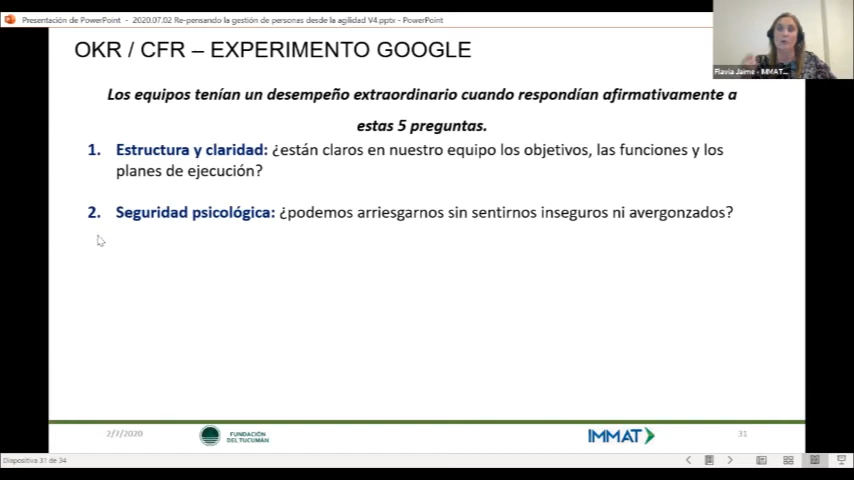 Presentación de PowerPoint - 2020.07.02 Re-pensando la gestión de personas desde la agilidad V4.pptx - PowerPoint
OKR / CFR – EXPERIMENTO GOOGLE
Flavia Jaime - IMMAT...
Los equipos tenían un desempeño extraordinario cuando respondían afirmativamente a
estas 5 preguntas.
1. Estructura y claridad: ¿están claros en nuestro equipo los objetivos, las funciones y los
planes de ejecución?
2. Seguridad psicológica: ¿podemos arriesgarnos sin sentirnos inseguros ni avergonzados?
2/7/2020
FUNDACIÓN
DEL TUCUMÁN
IMMAT
31
Diapositiva 31 de 34